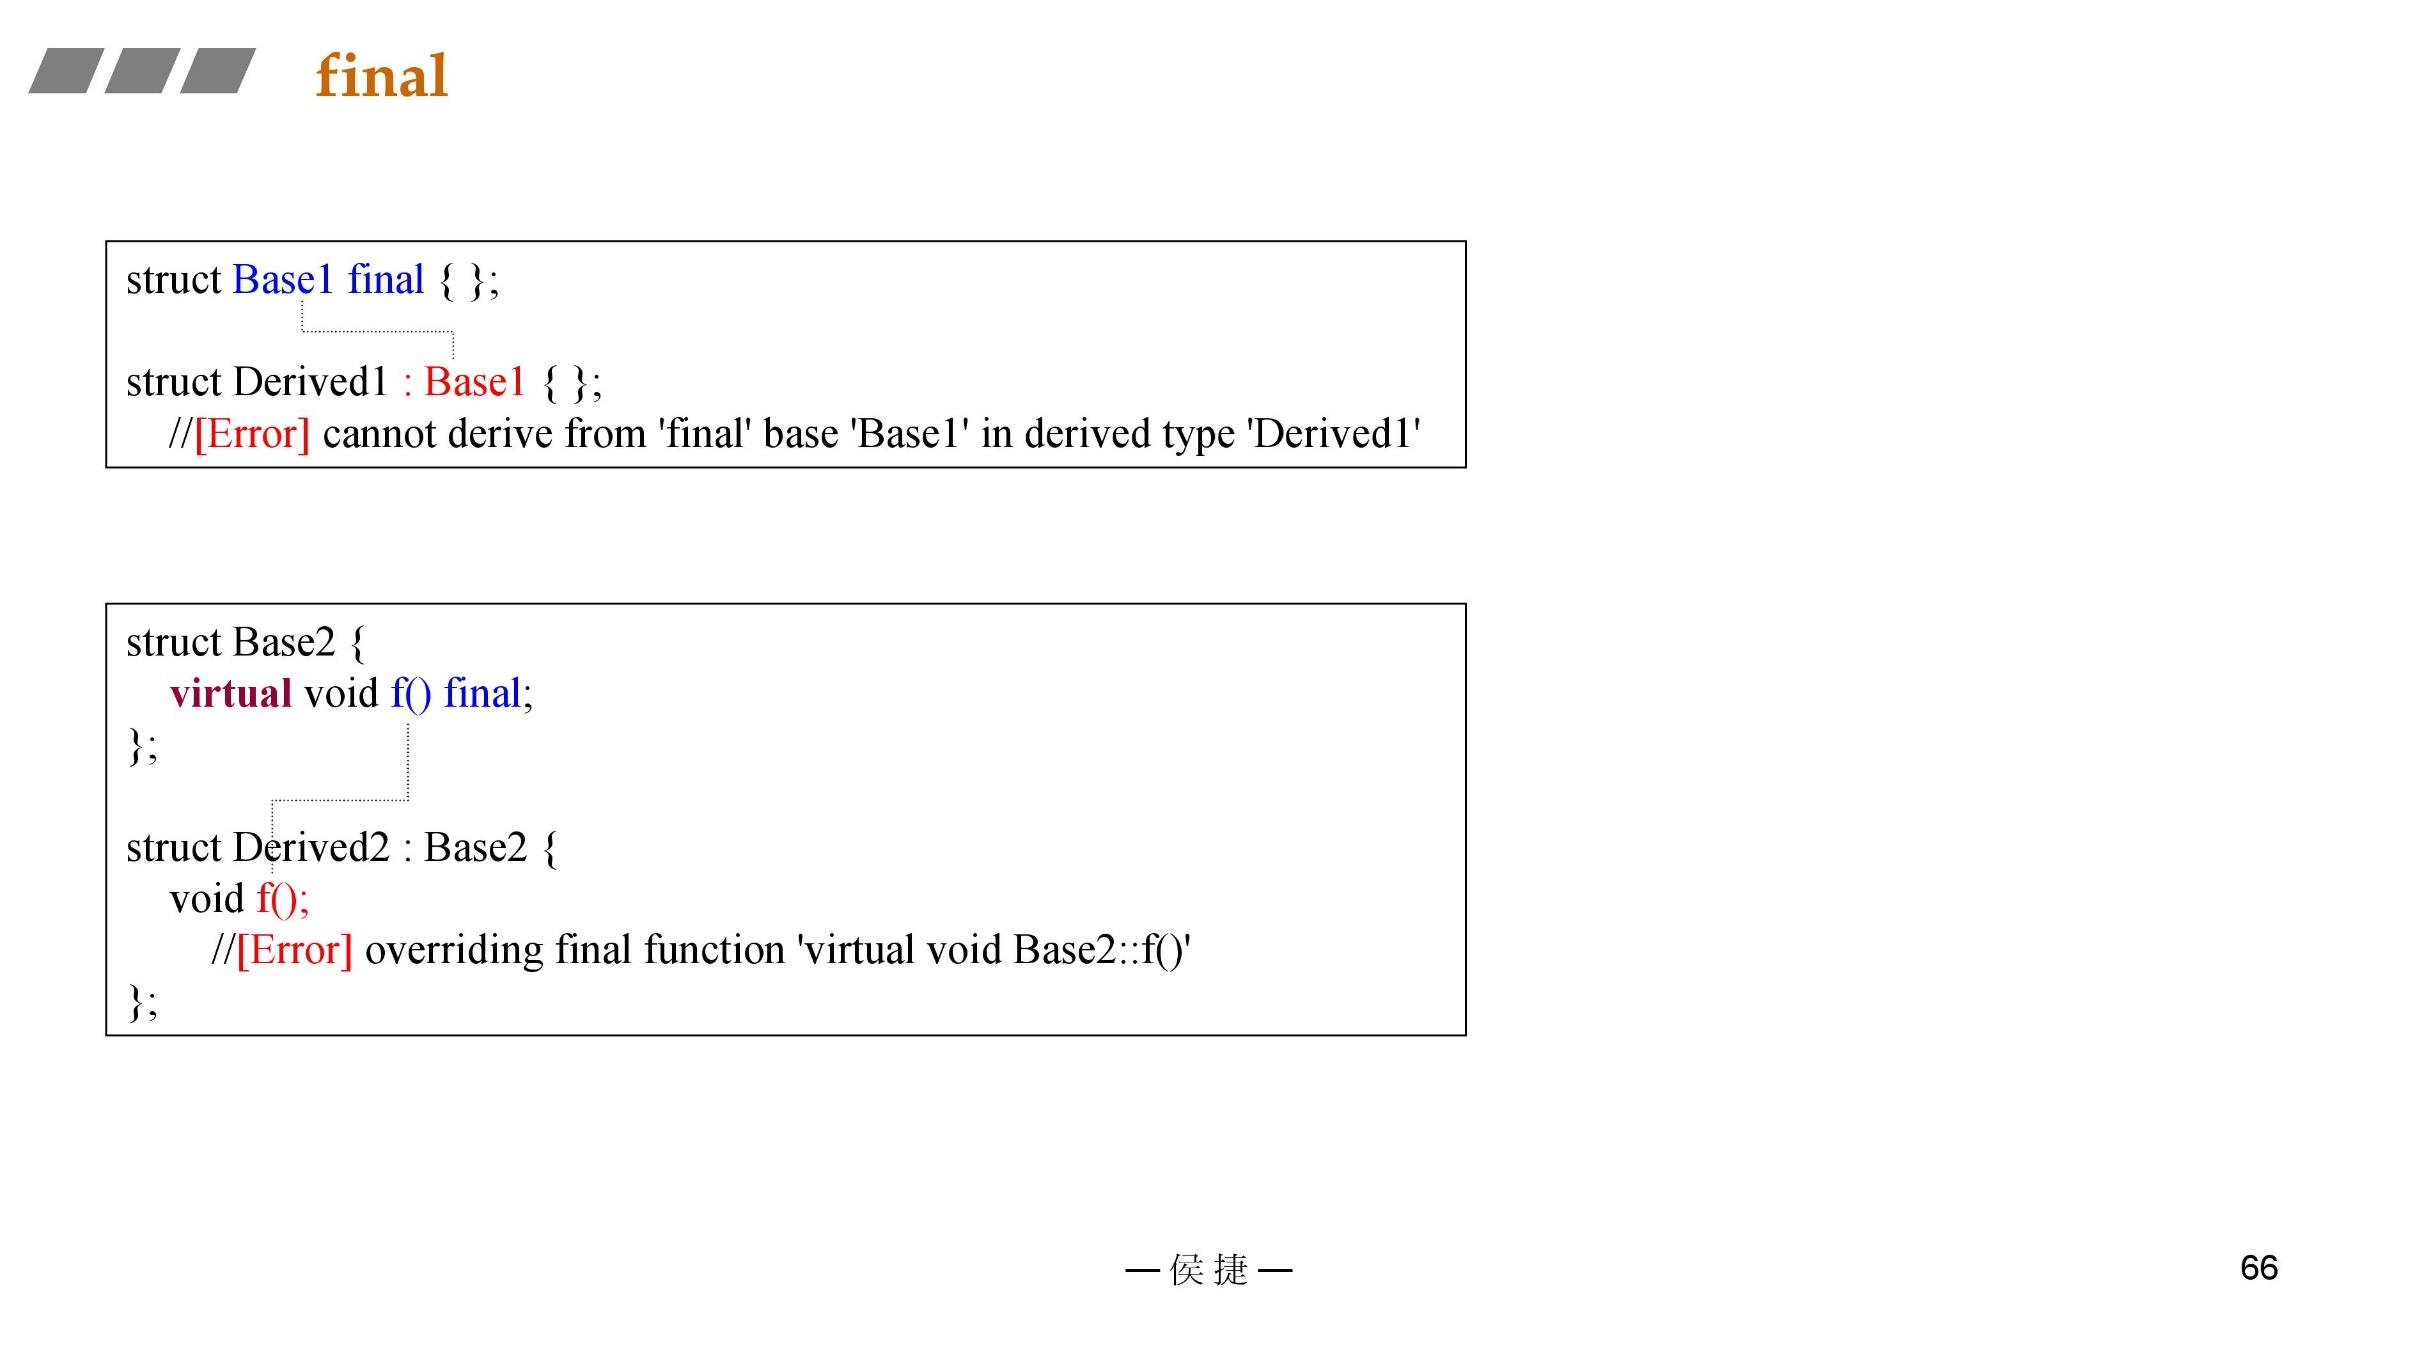 final
struct Base1 final { };
struct Derived1 : Base1 { };
//[Error] cannot derive from 'final' base 'Base1' in derived type 'Derived1'
struct Base2 {
virtual void f() final;
};
struct Derived2 : Base2 {
void f();
//[Error] overriding final function 'virtual void Base2::f()'
};
— 侯 捷 —
66